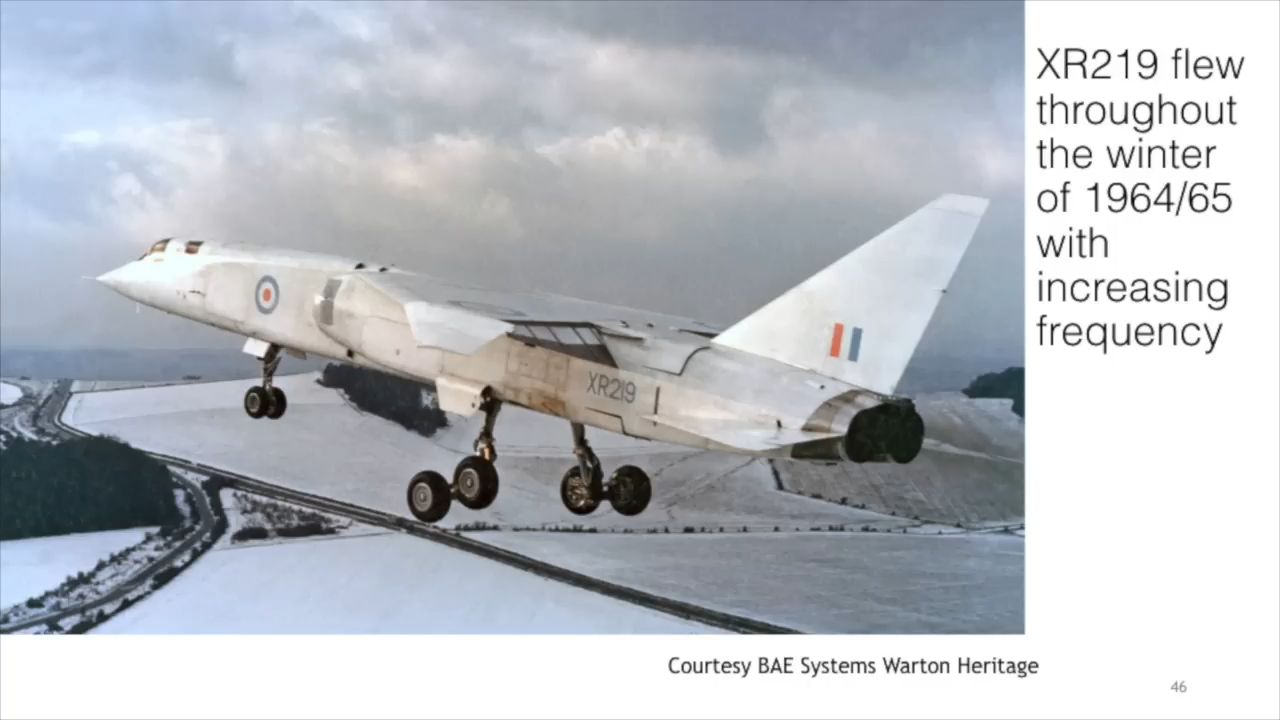 XR219 flew
throughout
the winter
of 1964/65
with
increasing
frequency
XR219
Courtesy BAE Systems Warton Heritage
46